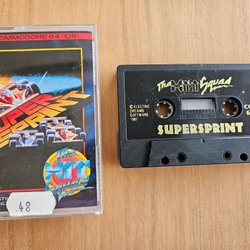 COMMODORE 64/128
SUPER
SPRINT
THE
HIT
SQUAD
48
The Hit Squad
© ELECTRIC
DREAMS
SOFTWARE
1987
SUPERSPRINT